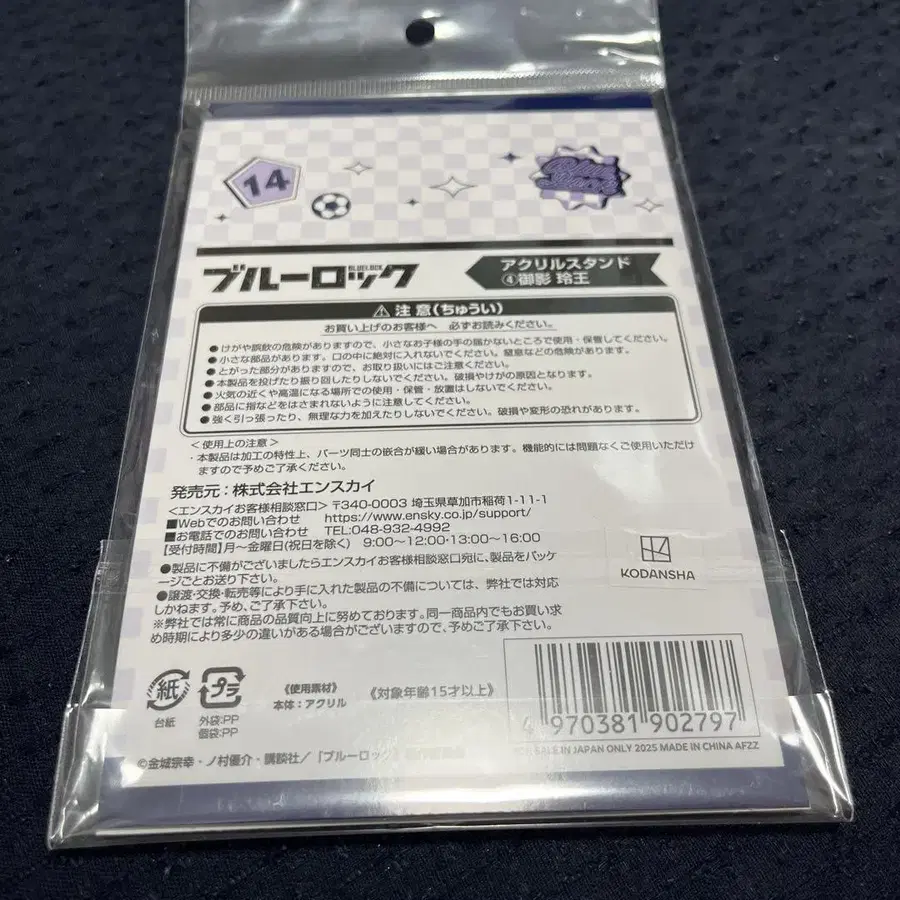 14
Blue Lock
ブルーロック
BLUELOCK
アクリルスタンド
④御影 玲王
⚠ 注意(ちゅうい)
お買い上げのお客様へ 必ずお読みください。
● けがや誤飲の危険がありますので、小さなお子様の手の届かないところで使用・保管してください。
● 小さな部品があります。口の中に絶対に入れないでください。窒息などの危険があります。
● とがった部分がありますので、お取り扱いにはご注意ください。
● 本製品を投げたり振り回したりしないでください。破損やけがの原因となります。
● 火気の近くや高温になる場所での使用・保管・放置はしないでください。
● 部品に指などをはさまれないように注意してください。
● 強く引っ張ったり、無理な力を加えたりしないでください。破損や変形の恐れがあります。
<使用上の注意>
・本製品は加工の特性上、パーツ同士の嵌合が緩い場合があります。機能的には問題なくご使用いただけ
ますので予めご了承ください。
発売元:株式会社エンスカイ
<エンスカイお客様相談窓口> 〒340-0003 埼玉県草加市稲荷1-11-1
■Webでのお問い合わせ https://www.ensky.co.jp/support/
■お電話でのお問い合わせ TEL:048-932-4992
【受付時間】月~金曜日(祝日を除く) 9:00~12:00・13:00~16:00
●製品に不備がございましたらエンスカイお客様相談窓口宛に、製品をパッケ
ージごとお送り下さい。
●譲渡・交換・転売等により手に入れた製品の不備については、弊社では対応
しかねます。予め、ご了承下さい。
※弊社では常に商品の品質向上に努めております。同一商品内でもお買い求
め時期により多少の違いがある場合がございますので、予めご了承下さい。
KODANSHA
紙
台紙
プラ
外袋:PP
個袋:PP
《使用素材》
本体:アクリル
《対象年齢15才以上》
4 970381 902797
FOR SALE IN JAPAN ONLY 2025 MADE IN CHINA AFZZ
©金城宗幸・ノ村優介・講談社/「ブルーロック」